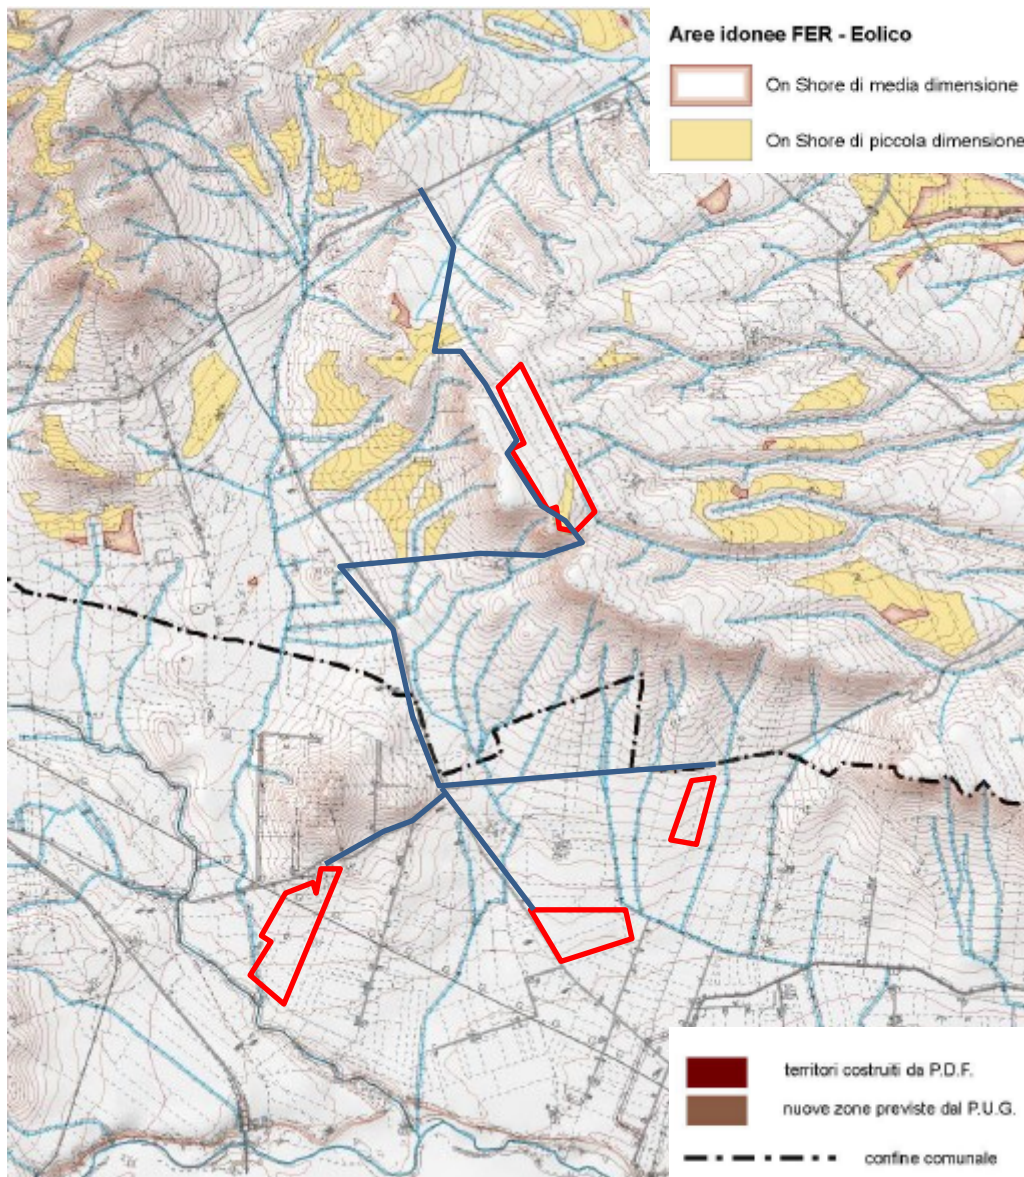 Aree idonee FER - Eolico
On Shore di media dimensione
On Shore di piccola dimensione
territori costruiti da P.D.F.
nuove zone previste dal P.U.G.
confine comunale